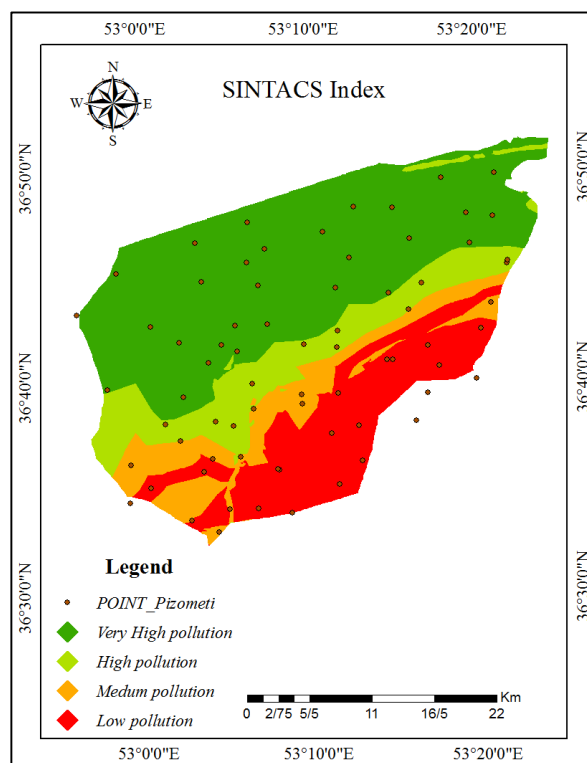 53°0'0"E 53°10'0"E 53°20'0"E
N
W E
S
SINTACS Index
36°50'0"N 36°50'0"N
36°40'0"N 36°40'0"N
36°30'0"N 36°30'0"N
Legend
POINT_Pizometi
Very High pollution
High pollution
Medum pollution
Low pollution
Km
0 2/75 5/5 11 16/5 22
53°0'0"E 53°10'0"E 53°20'0"E